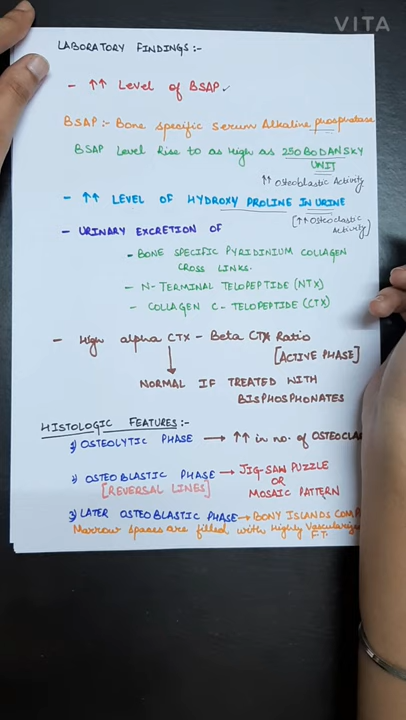 VITA
LABORATORY FINDINGS:-
- ↑↑ Level of BSAP ✓
BSAP:- Bone specific Serum Alkaline phosphatase
BSAP Level Rise to as High as 250 BODANSKY
UNIT
↑↑ Osteoblastic Activity
- ↑↑ LEVEL OF HYDROXY PROLINE IN URINE
[↑↑ Osteoclastic
Activity]
- URINARY EXCRETION OF
- BONE SPECIFIC PYRIDINIUM COLLAGEN
CROSS LINKS.
- N-TERMINAL TELOPEPTIDE (NTX)
- COLLAGEN C-TELOPEPTIDE (CTX)
- High alpha CTX - Beta CTX Ratio
[ACTIVE PHASE]
↓
NORMAL IF TREATED WITH
BISPHOSPHONATES
HISTOLOGIC FEATURES:-
1) OSTEOLYTIC PHASE → ↑↑ in no. of OSTEOCLA
2) OSTEOBLASTIC PHASE → JIG-SAW PUZZLE
[REVERSAL LINES] OR
MOSAIC PATTERN
3) LATER OSTEOBLASTIC PHASE → BONY ISLANDS COMP
Marrow spaces are filled with Highly Vascularize
F.T.